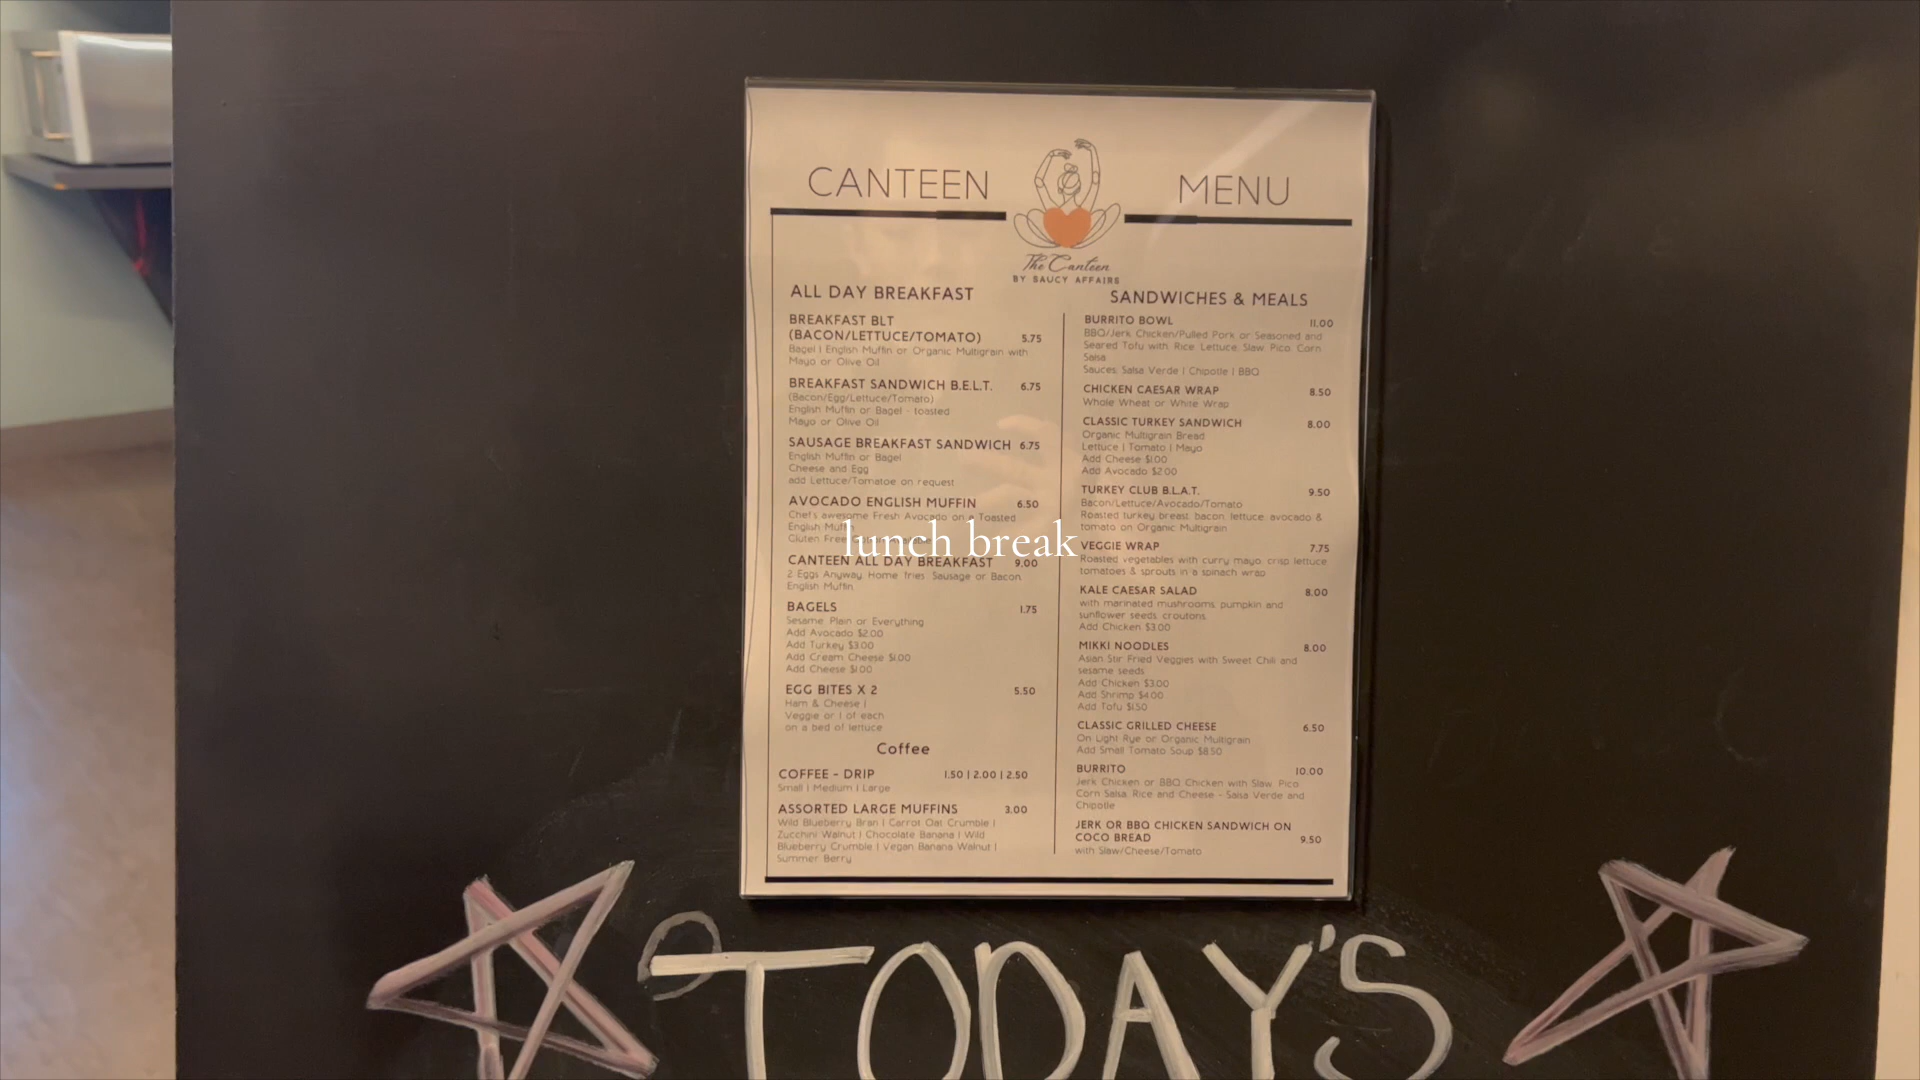 CANTEEN MENU
The Canteen
BY SAUCY AFFAIRS
ALL DAY BREAKFAST
BREAKFAST BLT
(BACON/LETTUCE/TOMATO) 5.75
Bagel | English Muffin or Organic Multigrain with
Mayo or Olive Oil
BREAKFAST SANDWICH B.E.L.T. 6.75
(Bacon/Egg/Lettuce/Tomato)
English Muffin or Bagel - toasted
Mayo or Olive Oil
SAUSAGE BREAKFAST SANDWICH 6.75
English Muffin or Bagel
Cheese and Egg
add Lettuce/Tomatoe on request
AVOCADO ENGLISH MUFFIN 6.50
Chef's awesome Fresh Avocado on a Toasted
English Muffin
Gluten Free
CANTEEN ALL DAY BREAKFAST 9.00
2 Eggs Anyway, Home fries, Sausage or Bacon,
English Muffin
BAGELS 1.75
Sesame, Plain or Everything
Add Avocado $2.00
Add Turkey $3.00
Add Cream Cheese $1.00
Add Cheese $1.00
EGG BITES X 2 5.50
Ham & Cheese |
Veggie or 1 of each
on a bed of lettuce
Coffee
COFFEE - DRIP 1.50 | 2.00 | 2.50
Small | Medium | Large
ASSORTED LARGE MUFFINS 3.00
Wild Blueberry Bran | Carrot Oat Crumble |
Zucchini Walnut | Chocolate Banana | Wild
Blueberry Crumble | Vegan Banana Walnut |
Summer Berry
SANDWICHES & MEALS
BURRITO BOWL 11.00
BBQ/Jerk Chicken/Pulled Pork or Seasoned and
Seared Tofu with Rice, Lettuce, Slaw, Pico, Corn
Salsa
Sauces: Salsa Verde | Chipotle | BBQ
CHICKEN CAESAR WRAP 8.50
Whole Wheat or White Wrap
CLASSIC TURKEY SANDWICH 8.00
Organic Multigrain Bread
Lettuce | Tomato | Mayo
Add Cheese $1.00
Add Avocado $2.00
TURKEY CLUB B.L.A.T. 9.50
Bacon/Lettuce/Avocado/Tomato
Roasted turkey breast, bacon, lettuce, avocado &
tomato on Organic Multigrain
VEGGIE WRAP 7.75
Roasted vegetables with curry mayo, crisp lettuce
tomatoes & sprouts in a spinach wrap
KALE CAESAR SALAD 8.00
with marinated mushrooms, pumpkin and
sunflower seeds, croutons.
Add Chicken $3.00
MIKKI NOODLES 8.00
Asian Stir Fried Veggies with Sweet Chili and
sesame seeds
Add Chicken $3.00
Add Shrimp $4.00
Add Tofu $1.50
CLASSIC GRILLED CHEESE 6.50
On Light Rye or Organic Multigrain
Add Small Tomato Soup $8.50
BURRITO 10.00
Jerk Chicken or BBQ Chicken with Slaw, Pico,
Corn Salsa, Rice and Cheese - Salsa Verde and
Chipotle
JERK OR BBQ CHICKEN SANDWICH ON
COCO BREAD 9.50
with Slaw/Cheese/Tomato
lunch break
TODAY'S